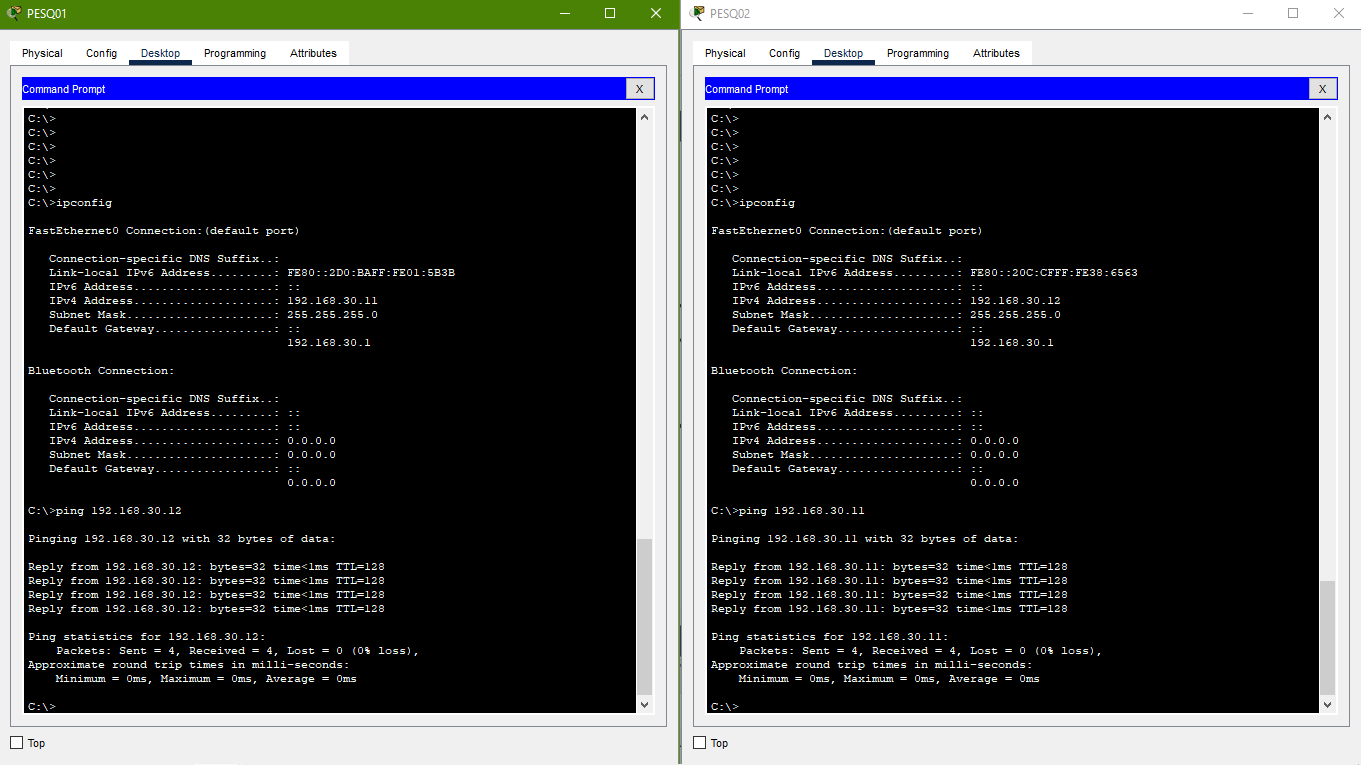 PESQ01
Physical Config Desktop Programming Attributes
Command Prompt X
C:\>
C:\>
C:\>
C:\>
C:\>
C:\>
C:\>ipconfig
FastEthernet0 Connection:(default port)
Connection-specific DNS Suffix..:
Link-local IPv6 Address.........: FE80::2D0:BAFF:FE01:5B3B
IPv6 Address....................: ::
IPv4 Address....................: 192.168.30.11
Subnet Mask.....................: 255.255.255.0
Default Gateway.................: ::
192.168.30.1
Bluetooth Connection:
Connection-specific DNS Suffix..:
Link-local IPv6 Address.........: ::
IPv6 Address....................: ::
IPv4 Address....................: 0.0.0.0
Subnet Mask.....................: 0.0.0.0
Default Gateway.................: ::
0.0.0.0
C:\>ping 192.168.30.12
Pinging 192.168.30.12 with 32 bytes of data:
Reply from 192.168.30.12: bytes=32 time<1ms TTL=128
Reply from 192.168.30.12: bytes=32 time<1ms TTL=128
Reply from 192.168.30.12: bytes=32 time<1ms TTL=128
Reply from 192.168.30.12: bytes=32 time<1ms TTL=128
Ping statistics for 192.168.30.12:
Packets: Sent = 4, Received = 4, Lost = 0 (0% loss),
Approximate round trip times in milli-seconds:
Minimum = 0ms, Maximum = 0ms, Average = 0ms
C:\>
Top
PESQ02
Physical Config Desktop Programming Attributes
Command Prompt X
C:\>
C:\>
C:\>
C:\>
C:\>
C:\>
C:\>ipconfig
FastEthernet0 Connection:(default port)
Connection-specific DNS Suffix..:
Link-local IPv6 Address.........: FE80::20C:CFFF:FE38:6563
IPv6 Address....................: ::
IPv4 Address....................: 192.168.30.12
Subnet Mask.....................: 255.255.255.0
Default Gateway.................: ::
192.168.30.1
Bluetooth Connection:
Connection-specific DNS Suffix..:
Link-local IPv6 Address.........: ::
IPv6 Address....................: ::
IPv4 Address....................: 0.0.0.0
Subnet Mask.....................: 0.0.0.0
Default Gateway.................: ::
0.0.0.0
C:\>ping 192.168.30.11
Pinging 192.168.30.11 with 32 bytes of data:
Reply from 192.168.30.11: bytes=32 time<1ms TTL=128
Reply from 192.168.30.11: bytes=32 time<1ms TTL=128
Reply from 192.168.30.11: bytes=32 time<1ms TTL=128
Reply from 192.168.30.11: bytes=32 time<1ms TTL=128
Ping statistics for 192.168.30.11:
Packets: Sent = 4, Received = 4, Lost = 0 (0% loss),
Approximate round trip times in milli-seconds:
Minimum = 0ms, Maximum = 0ms, Average = 0ms
C:\>
Top